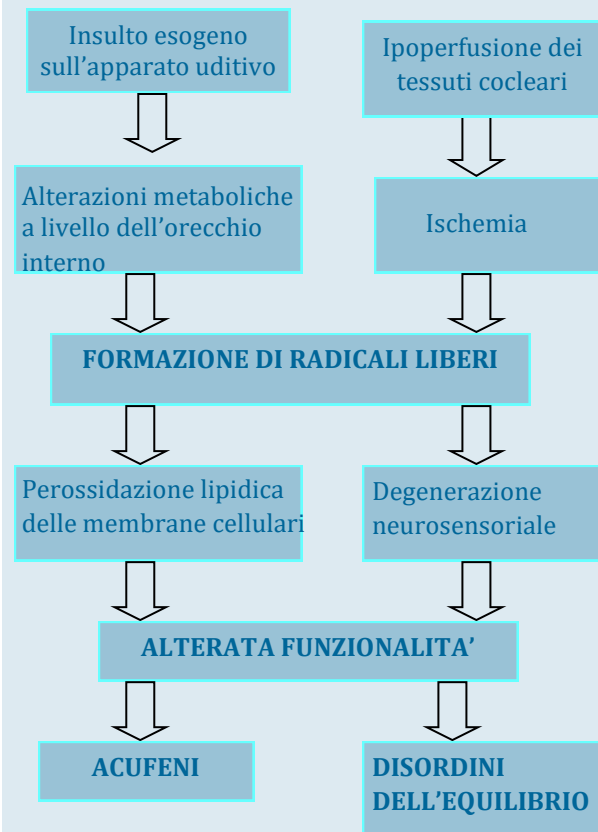 Insulto esogeno
sull’apparato uditivo
Ipoperfusione dei
tessuti cocleari
Alterazioni metaboliche
a livello dell’orecchio
interno
Ischemia
FORMAZIONE DI RADICALI LIBERI
Perossidazione lipidica
delle membrane cellulari
Degenerazione
neurosensoriale
ALTERATA FUNZIONALITA’
ACUFENI
DISORDINI
DELL’EQUILIBRIO